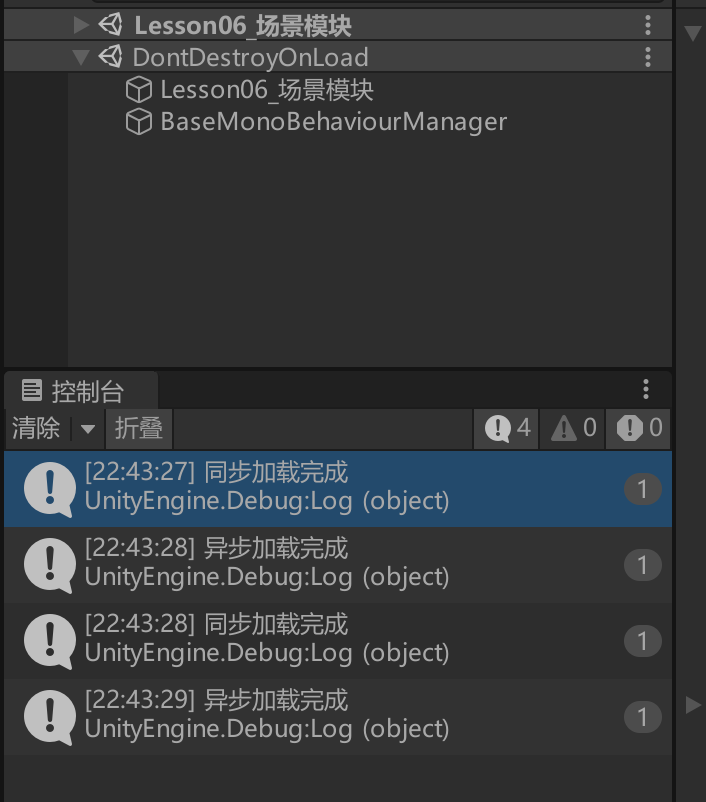 Lesson06_场景模块
DontDestroyOnLoad
Lesson06_场景模块
BaseMonoBehaviourManager
控制台
清除 折叠 4 0 0
[22:43:27] 同步加载完成
UnityEngine.Debug:Log (object)
1
[22:43:28] 异步加载完成
UnityEngine.Debug:Log (object)
1
[22:43:28] 同步加载完成
UnityEngine.Debug:Log (object)
1
[22:43:29] 异步加载完成
UnityEngine.Debug:Log (object)
1